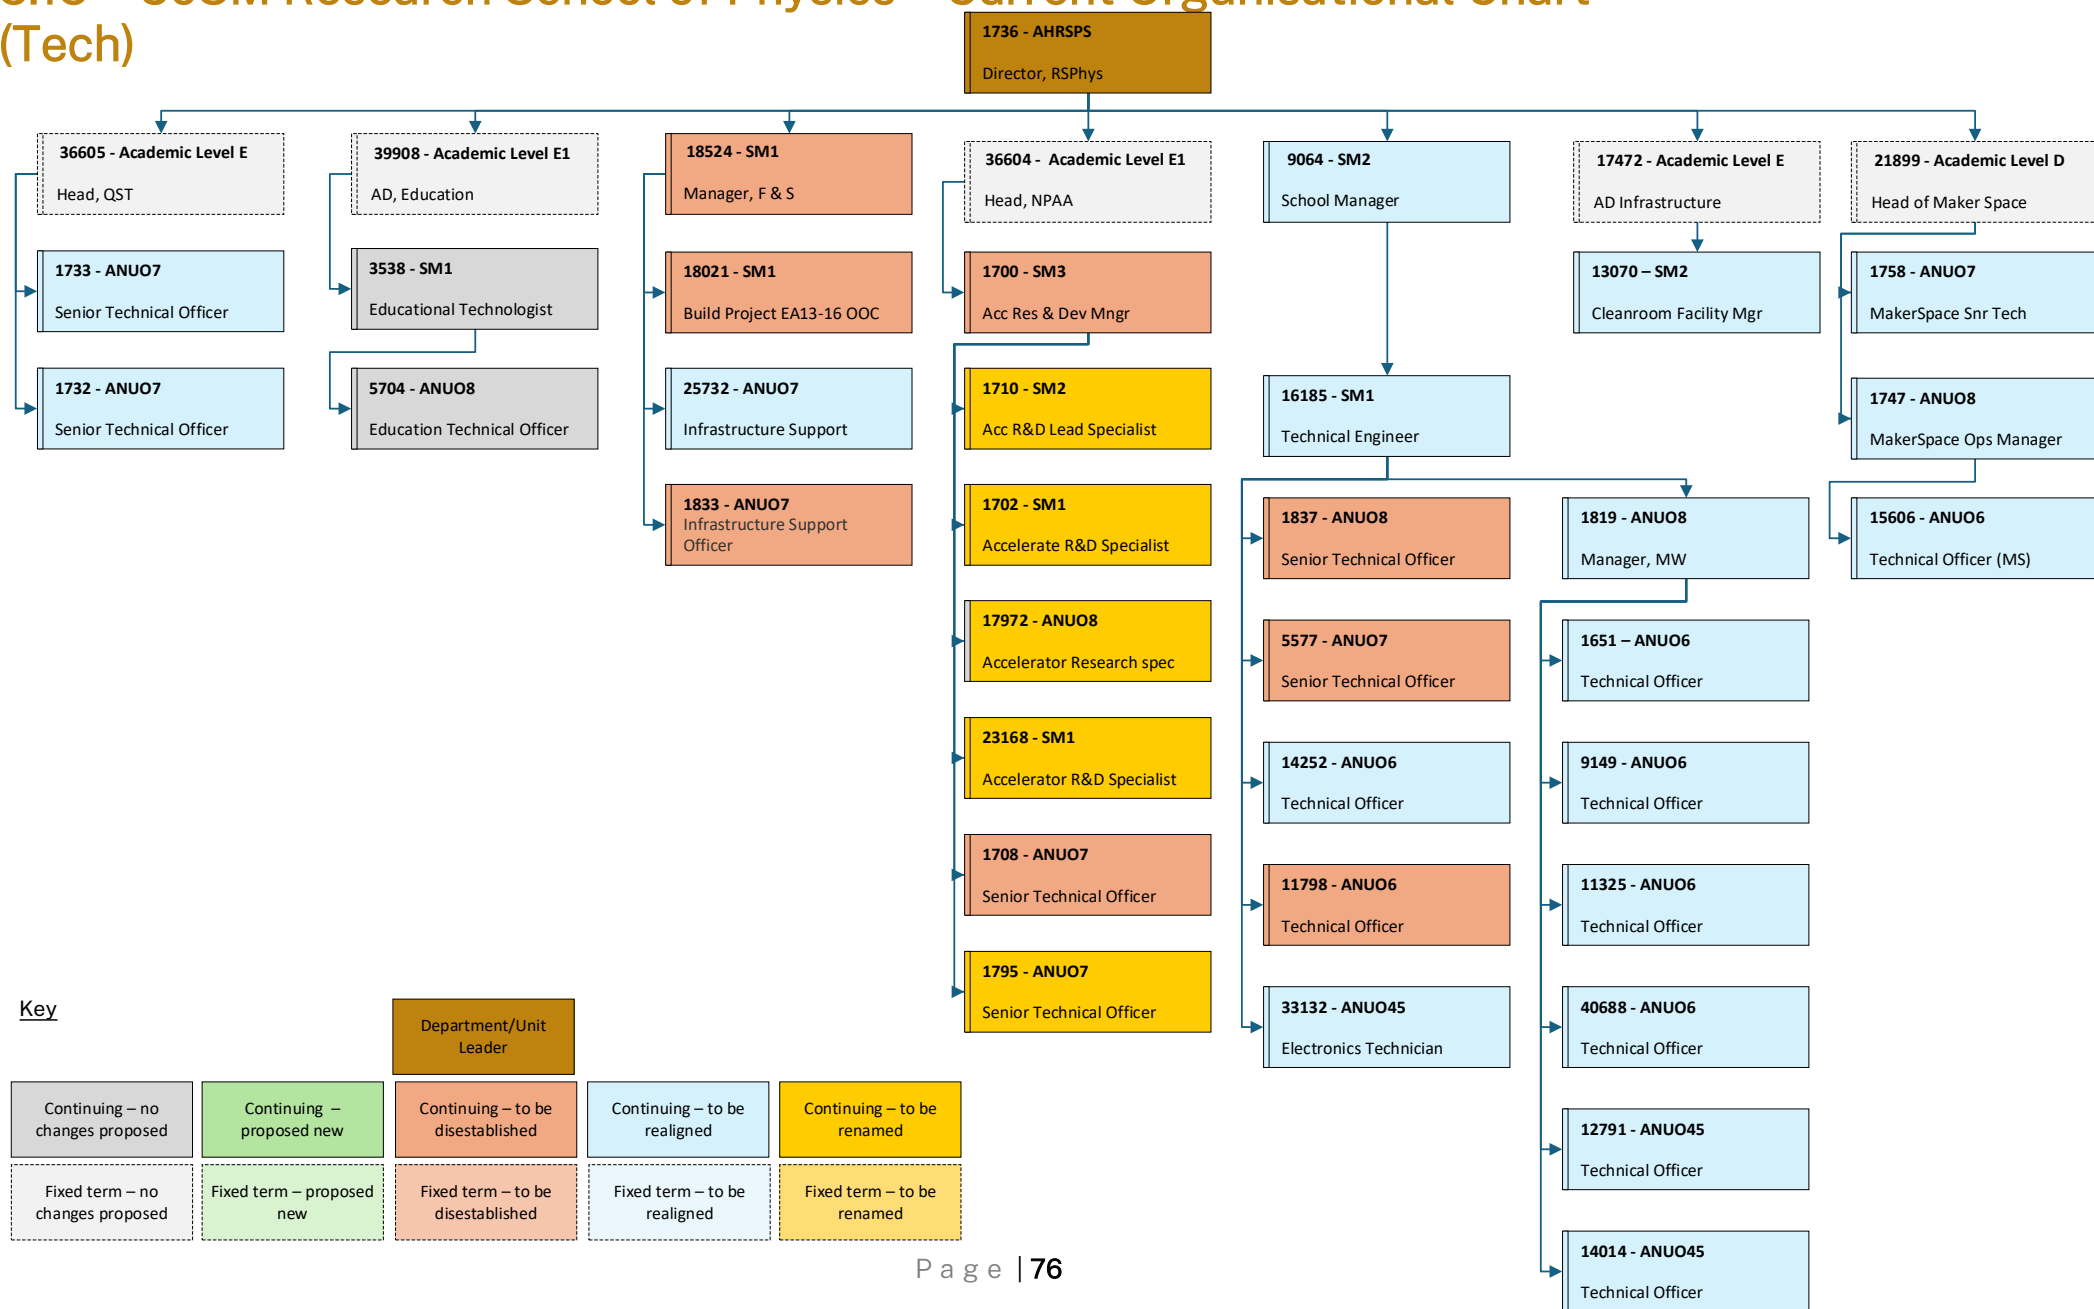 SM Research School of Physics – Current Organisational Chart
(Tech)
1736 - AHRSPS
Director, RSPhys
36605 - Academic Level E
Head, QST
39908 - Academic Level E1
AD, Education
18524 - SM1
Manager, F & S
36604 - Academic Level E1
Head, NPAA
9064 - SM2
School Manager
17472 - Academic Level E
AD Infrastructure
21899 - Academic Level D
Head of Maker Space
1733 - ANUO7
Senior Technical Officer
3538 - SM1
Educational Technologist
18021 - SM1
Build Project EA13-16 OOC
1700 - SM3
Acc Res & Dev Mngr
13070 – SM2
Cleanroom Facility Mgr
1758 - ANUO7
MakerSpace Snr Tech
1732 - ANUO7
Senior Technical Officer
5704 - ANUO8
Education Technical Officer
25732 - ANUO7
Infrastructure Support
1710 - SM2
Acc R&D Lead Specialist
16185 - SM1
Technical Engineer
1747 - ANUO8
MakerSpace Ops Manager
1833 - ANUO7
Infrastructure Support
Officer
1702 - SM1
Accelerate R&D Specialist
1837 - ANUO8
Senior Technical Officer
1819 - ANUO8
Manager, MW
15606 - ANUO6
Technical Officer (MS)
17972 - ANUO8
Accelerator Research spec
5577 - ANUO7
Senior Technical Officer
1651 – ANUO6
Technical Officer
23168 - SM1
Accelerator R&D Specialist
14252 - ANUO6
Technical Officer
9149 - ANUO6
Technical Officer
1708 - ANUO7
Senior Technical Officer
11798 - ANUO6
Technical Officer
11325 - ANUO6
Technical Officer
1795 - ANUO7
Senior Technical Officer
33132 - ANUO45
Electronics Technician
40688 - ANUO6
Technical Officer
12791 - ANUO45
Technical Officer
14014 - ANUO45
Technical Officer
Key
Department/Unit
Leader
Continuing – no
changes proposed
Continuing –
proposed new
Continuing – to be
disestablished
Continuing – to be
realigned
Continuing – to be
renamed
Fixed term – no
changes proposed
Fixed term – proposed
new
Fixed term – to be
disestablished
Fixed term – to be
realigned
Fixed term – to be
renamed
Page | 76